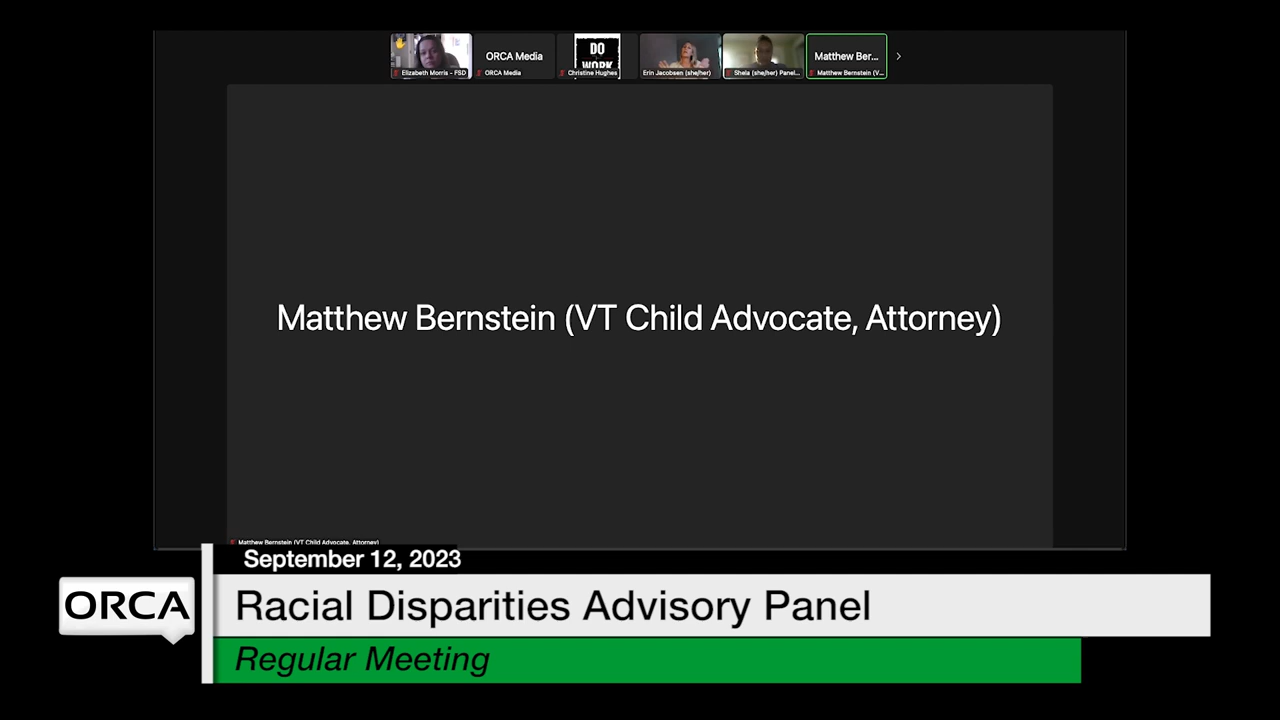 ORCA Media
DO
WORK
Matthew Ber...
Elizabeth Morris - FSD
ORCA Media
Christine Hughes
Erin Jacobsen (she/her)
Sheia (she/her) Panel...
Matthew Bernstein (V...
Matthew Bernstein (VT Child Advocate, Attorney)
Matthew Bernstein (VT Child Advocate, Attorney)
September 12, 2023
ORCA
Racial Disparities Advisory Panel
Regular Meeting